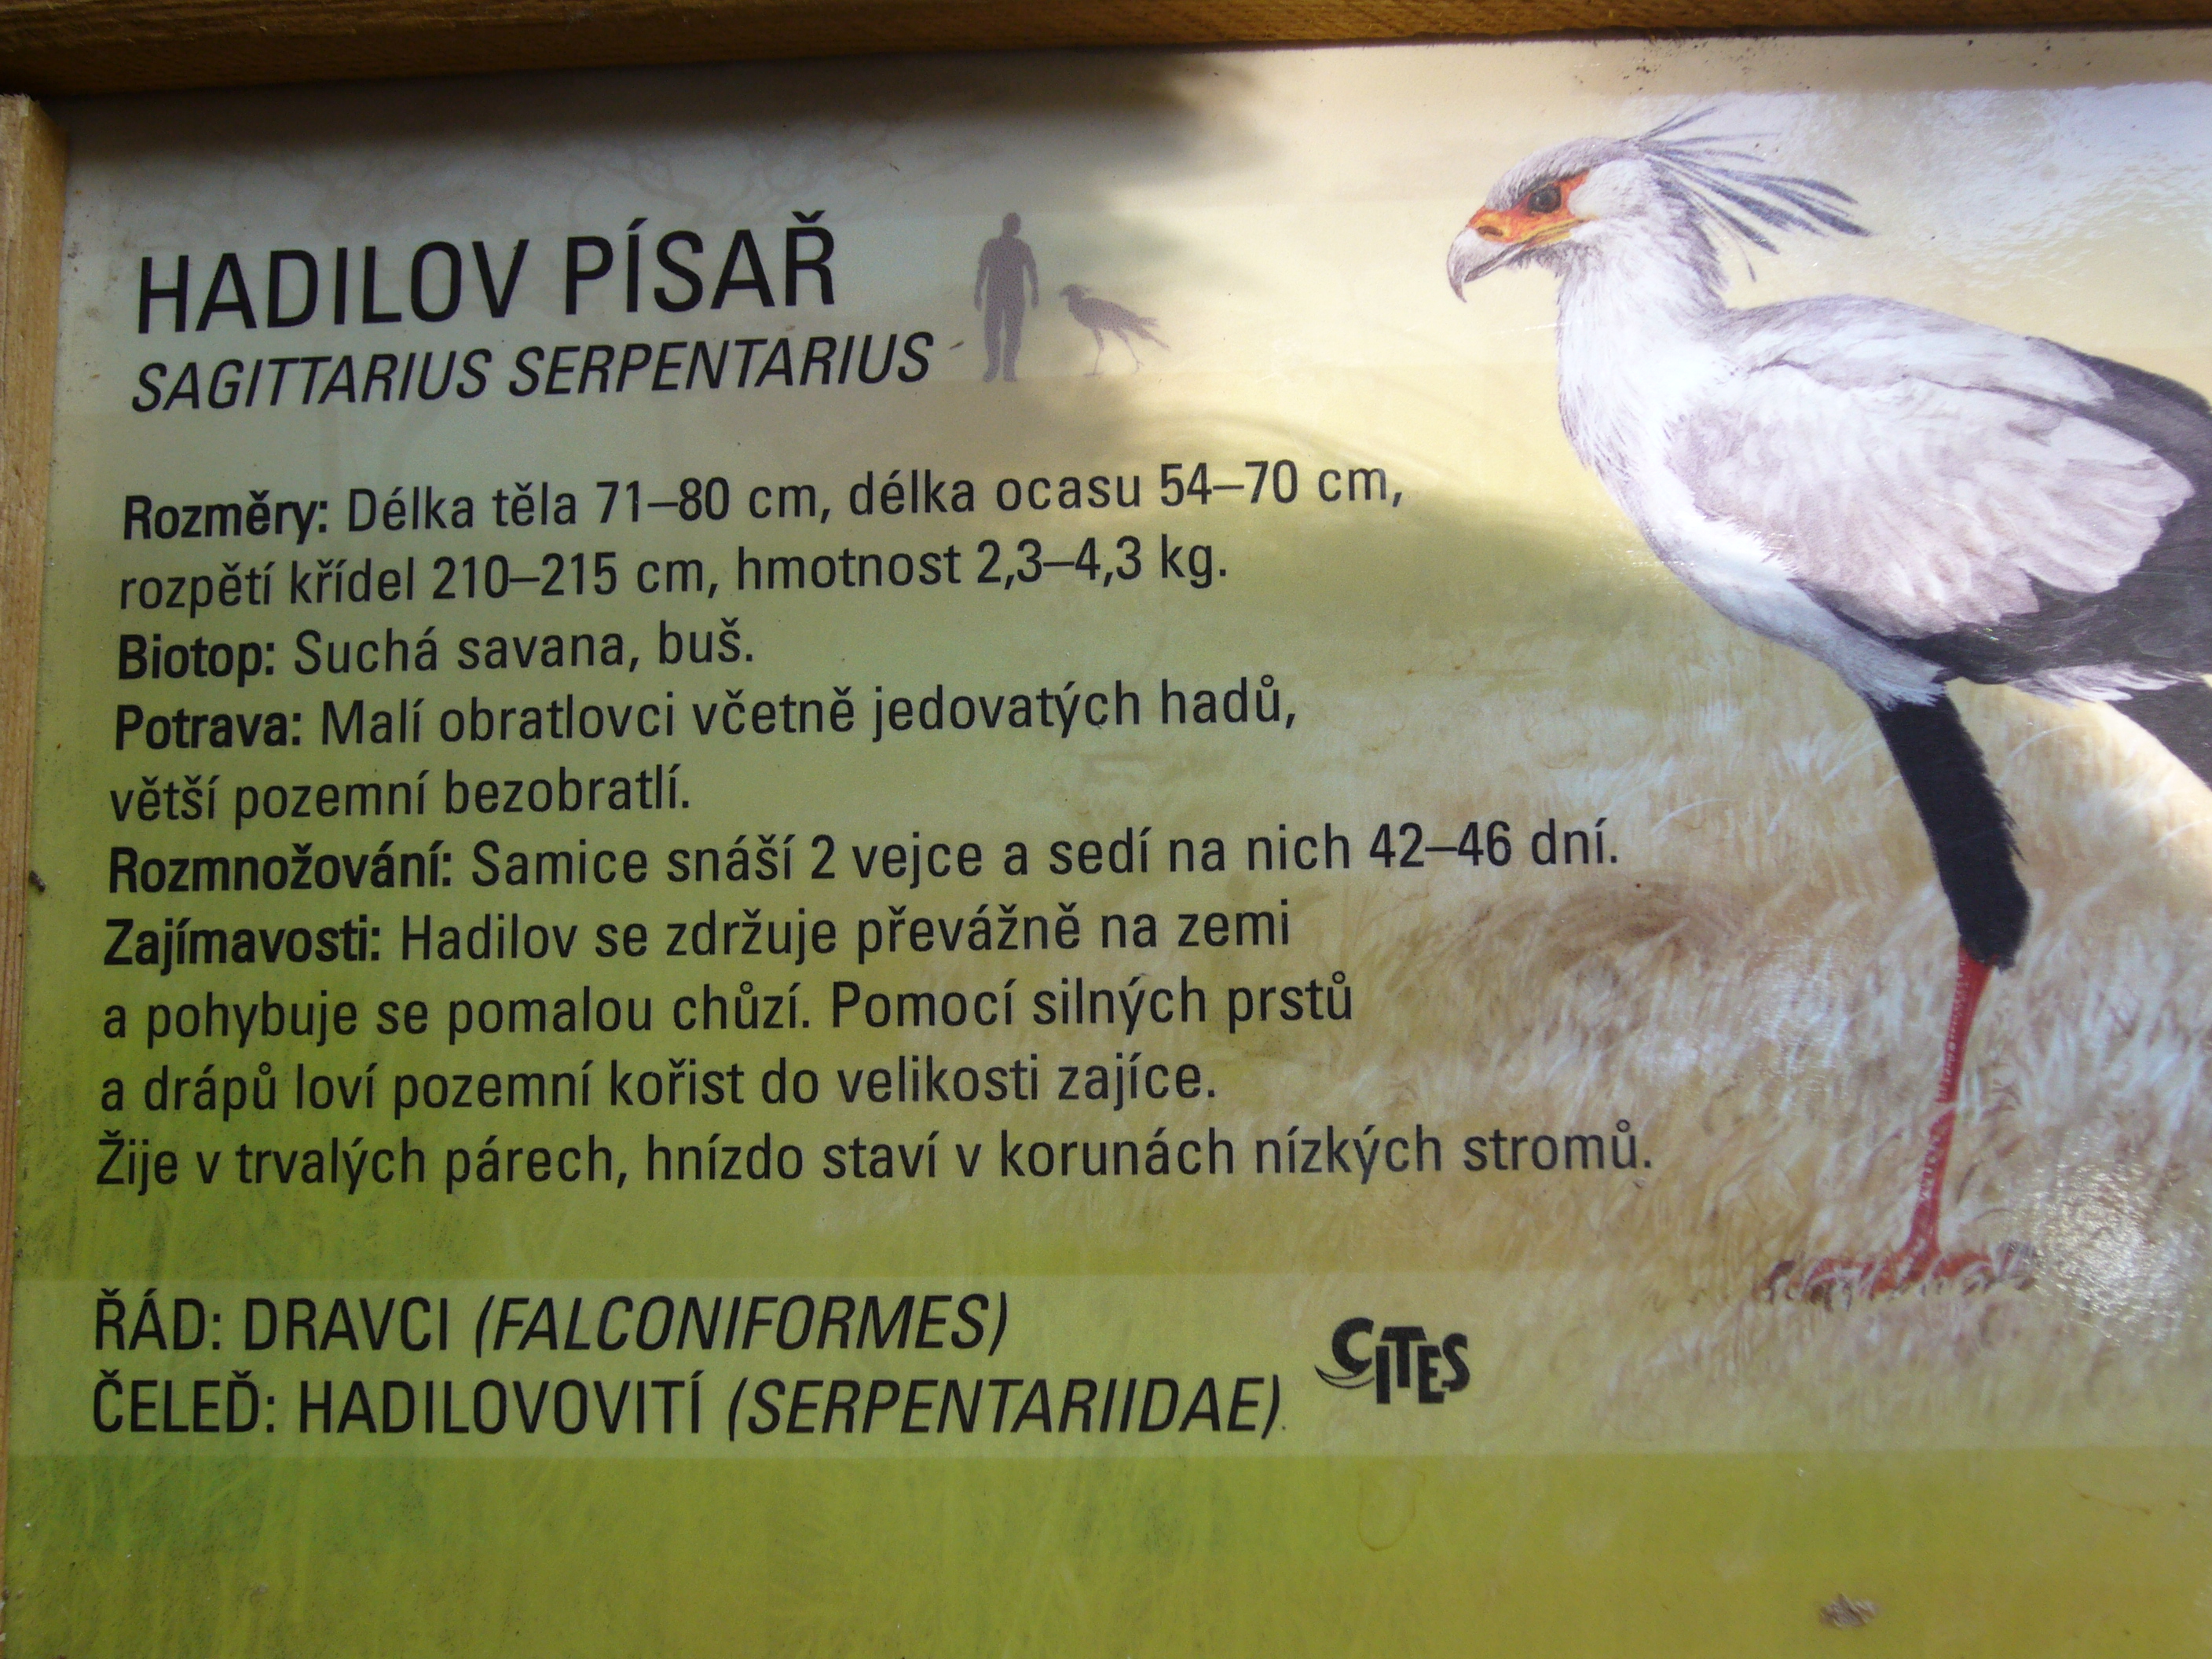 HADILOV PÍSAŘ
SAGITTARIUS SERPENTARIUS
Rozměry: Délka těla 71–80 cm, délka ocasu 54–70 cm,
rozpětí křídel 210–215 cm, hmotnost 2,3–4,3 kg.
Biotop: Suchá savana, buš.
Potrava: Malí obratlovci včetně jedovatých hadů,
větší pozemní bezobratlí.
Rozmnožování: Samice snáší 2 vejce a sedí na nich 42–46 dní.
Zajímavosti: Hadilov se zdržuje převážně na zemi
a pohybuje se pomalou chůzí. Pomocí silných prstů
a drápů loví pozemní kořist do velikosti zajíce.
Žije v trvalých párech, hnízdo staví v korunách nízkých stromů.
ŘÁD: DRAVCI (FALCONIFORMES)
ČELEĎ: HADILOVOVITÍ (SERPENTARIIDAE)
CITES